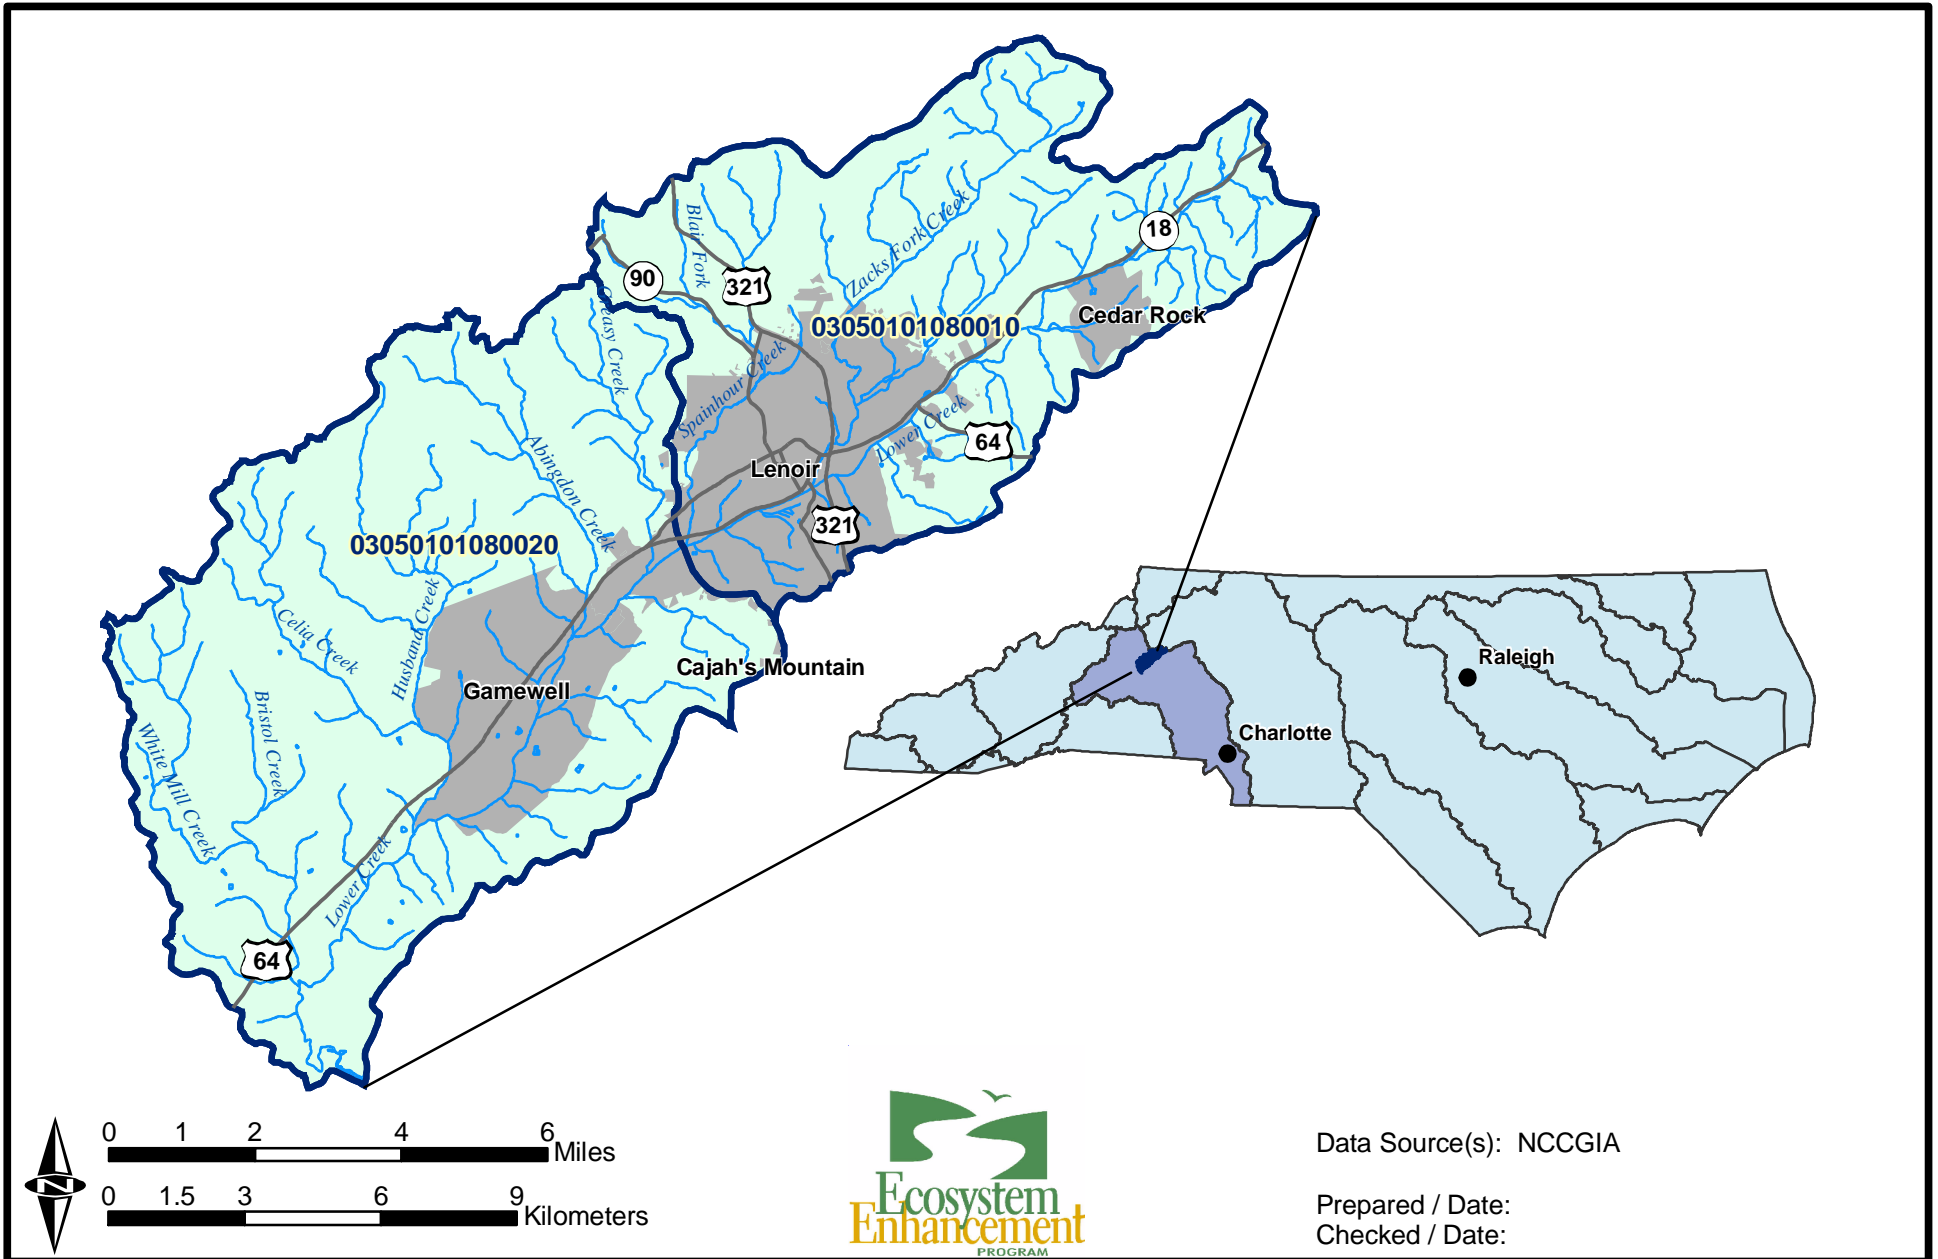 18
Blair Fork
Zacks Fork Creek
90
321
Greasy Creek
03050101080010
Cedar Rock
Spainhour Creek
Lower Creek
64
Abingdon Creek
Lenoir
321
03050101080020
Celia Creek
Husband Creek
Cajah's Mountain
Gamewell
Bristol Creek
White Mill Creek
Lower Creek
64
Raleigh
Charlotte
0 1 2 4 6
Miles
0 1.5 3 6 9
Kilometers
N
Ecosystem
Enhancement
PROGRAM
Data Source(s): NCCGIA
Prepared / Date:
Checked / Date: